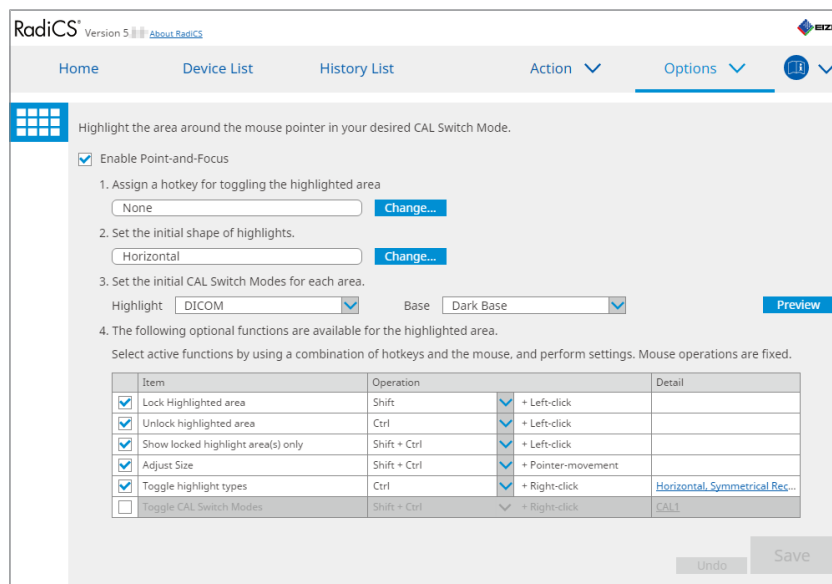 RadiCS® Version 5. About RadiCS
Home Device List History List Action Options
Highlight the area around the mouse pointer in your desired CAL Switch Mode.
Enable Point-and-Focus
1. Assign a hotkey for toggling the highlighted area
None Change...
2. Set the initial shape of highlights.
Horizontal Change...
3. Set the initial CAL Switch Modes for each area.
Highlight DICOM Base Dark Base Preview
4. The following optional functions are available for the highlighted area.
Select active functions by using a combination of hotkeys and the mouse, and perform settings. Mouse operations are fixed.
Item Operation Detail
Lock Highlighted area Shift + Left-click
Unlock highlighted area Ctrl + Left-click
Show locked highlight area(s) only Shift + Ctrl + Left-click
Adjust Size Shift + Ctrl + Pointer-movement
Toggle highlight types Ctrl + Right-click Horizontal, Symmetrical Rec...
Toggle CAL Switch Modes Shift + Ctrl + Right-click CAL1
Undo Save